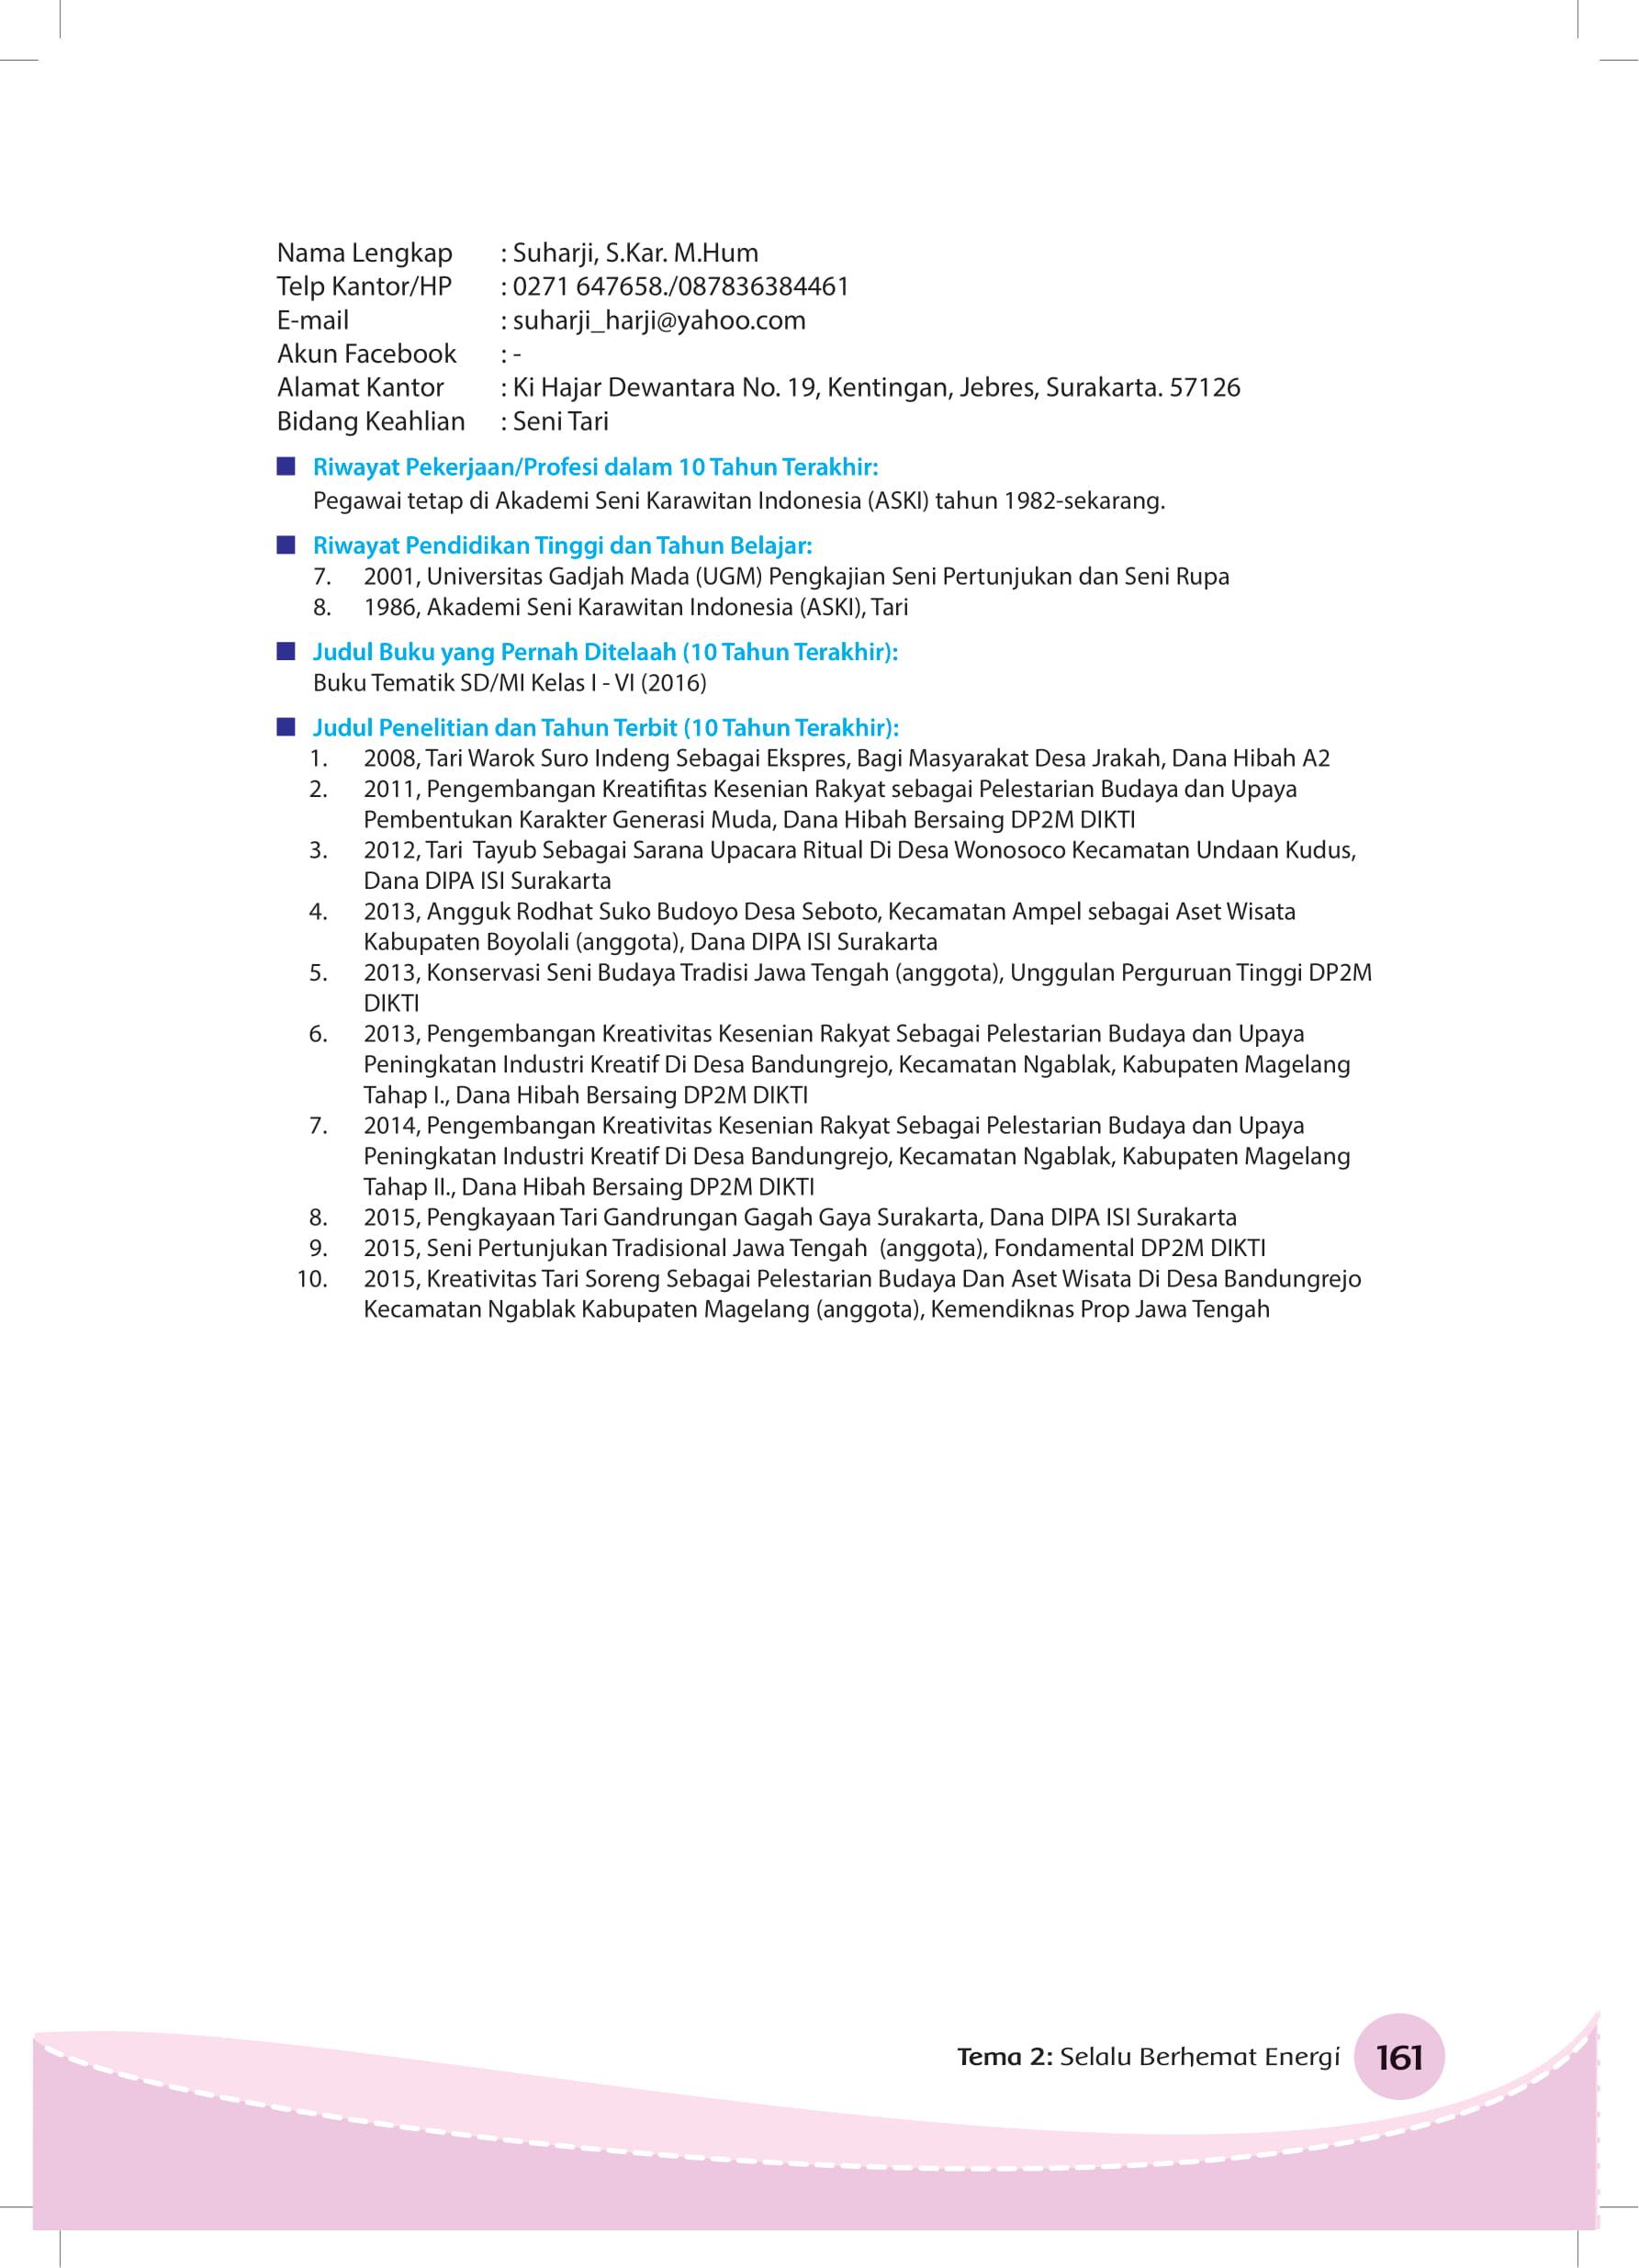 Nama Lengkap : Suharji, S.Kar. M.Hum
Telp Kantor/HP : 0271 647658./087836384461
E-mail : suharji_harji@yahoo.com
Akun Facebook : -
Alamat Kantor : Ki Hajar Dewantara No. 19, Kentingan, Jebres, Surakarta. 57126
Bidang Keahlian : Seni Tari
Riwayat Pekerjaan/Profesi dalam 10 Tahun Terakhir:
Pegawai tetap di Akademi Seni Karawitan Indonesia (ASKI) tahun 1982-sekarang.
Riwayat Pendidikan Tinggi dan Tahun Belajar:
7. 2001, Universitas Gadjah Mada (UGM) Pengkajian Seni Pertunjukan dan Seni Rupa
8. 1986, Akademi Seni Karawitan Indonesia (ASKI), Tari
Judul Buku yang Pernah Ditelaah (10 Tahun Terakhir):
Buku Tematik SD/MI Kelas I - VI (2016)
Judul Penelitian dan Tahun Terbit (10 Tahun Terakhir):
1. 2008, Tari Warok Suro Indeng Sebagai Ekspres, Bagi Masyarakat Desa Jrakah, Dana Hibah A2
2. 2011, Pengembangan Kreatifitas Kesenian Rakyat sebagai Pelestarian Budaya dan Upaya
Pembentukan Karakter Generasi Muda, Dana Hibah Bersaing DP2M DIKTI
3. 2012, Tari Tayub Sebagai Sarana Upacara Ritual Di Desa Wonosoco Kecamatan Undaan Kudus,
Dana DIPA ISI Surakarta
4. 2013, Angguk Rodhat Suko Budoyo Desa Seboto, Kecamatan Ampel sebagai Aset Wisata
Kabupaten Boyolali (anggota), Dana DIPA ISI Surakarta
5. 2013, Konservasi Seni Budaya Tradisi Jawa Tengah (anggota), Unggulan Perguruan Tinggi DP2M
DIKTI
6. 2013, Pengembangan Kreativitas Kesenian Rakyat Sebagai Pelestarian Budaya dan Upaya
Peningkatan Industri Kreatif Di Desa Bandungrejo, Kecamatan Ngablak, Kabupaten Magelang
Tahap I., Dana Hibah Bersaing DP2M DIKTI
7. 2014, Pengembangan Kreativitas Kesenian Rakyat Sebagai Pelestarian Budaya dan Upaya
Peningkatan Industri Kreatif Di Desa Bandungrejo, Kecamatan Ngablak, Kabupaten Magelang
Tahap II., Dana Hibah Bersaing DP2M DIKTI
8. 2015, Pengkayaan Tari Gandrungan Gagah Gaya Surakarta, Dana DIPA ISI Surakarta
9. 2015, Seni Pertunjukan Tradisional Jawa Tengah (anggota), Fondamental DP2M DIKTI
10. 2015, Kreativitas Tari Soreng Sebagai Pelestarian Budaya Dan Aset Wisata Di Desa Bandungrejo
Kecamatan Ngablak Kabupaten Magelang (anggota), Kemendiknas Prop Jawa Tengah
Tema 2: Selalu Berhemat Energi 161